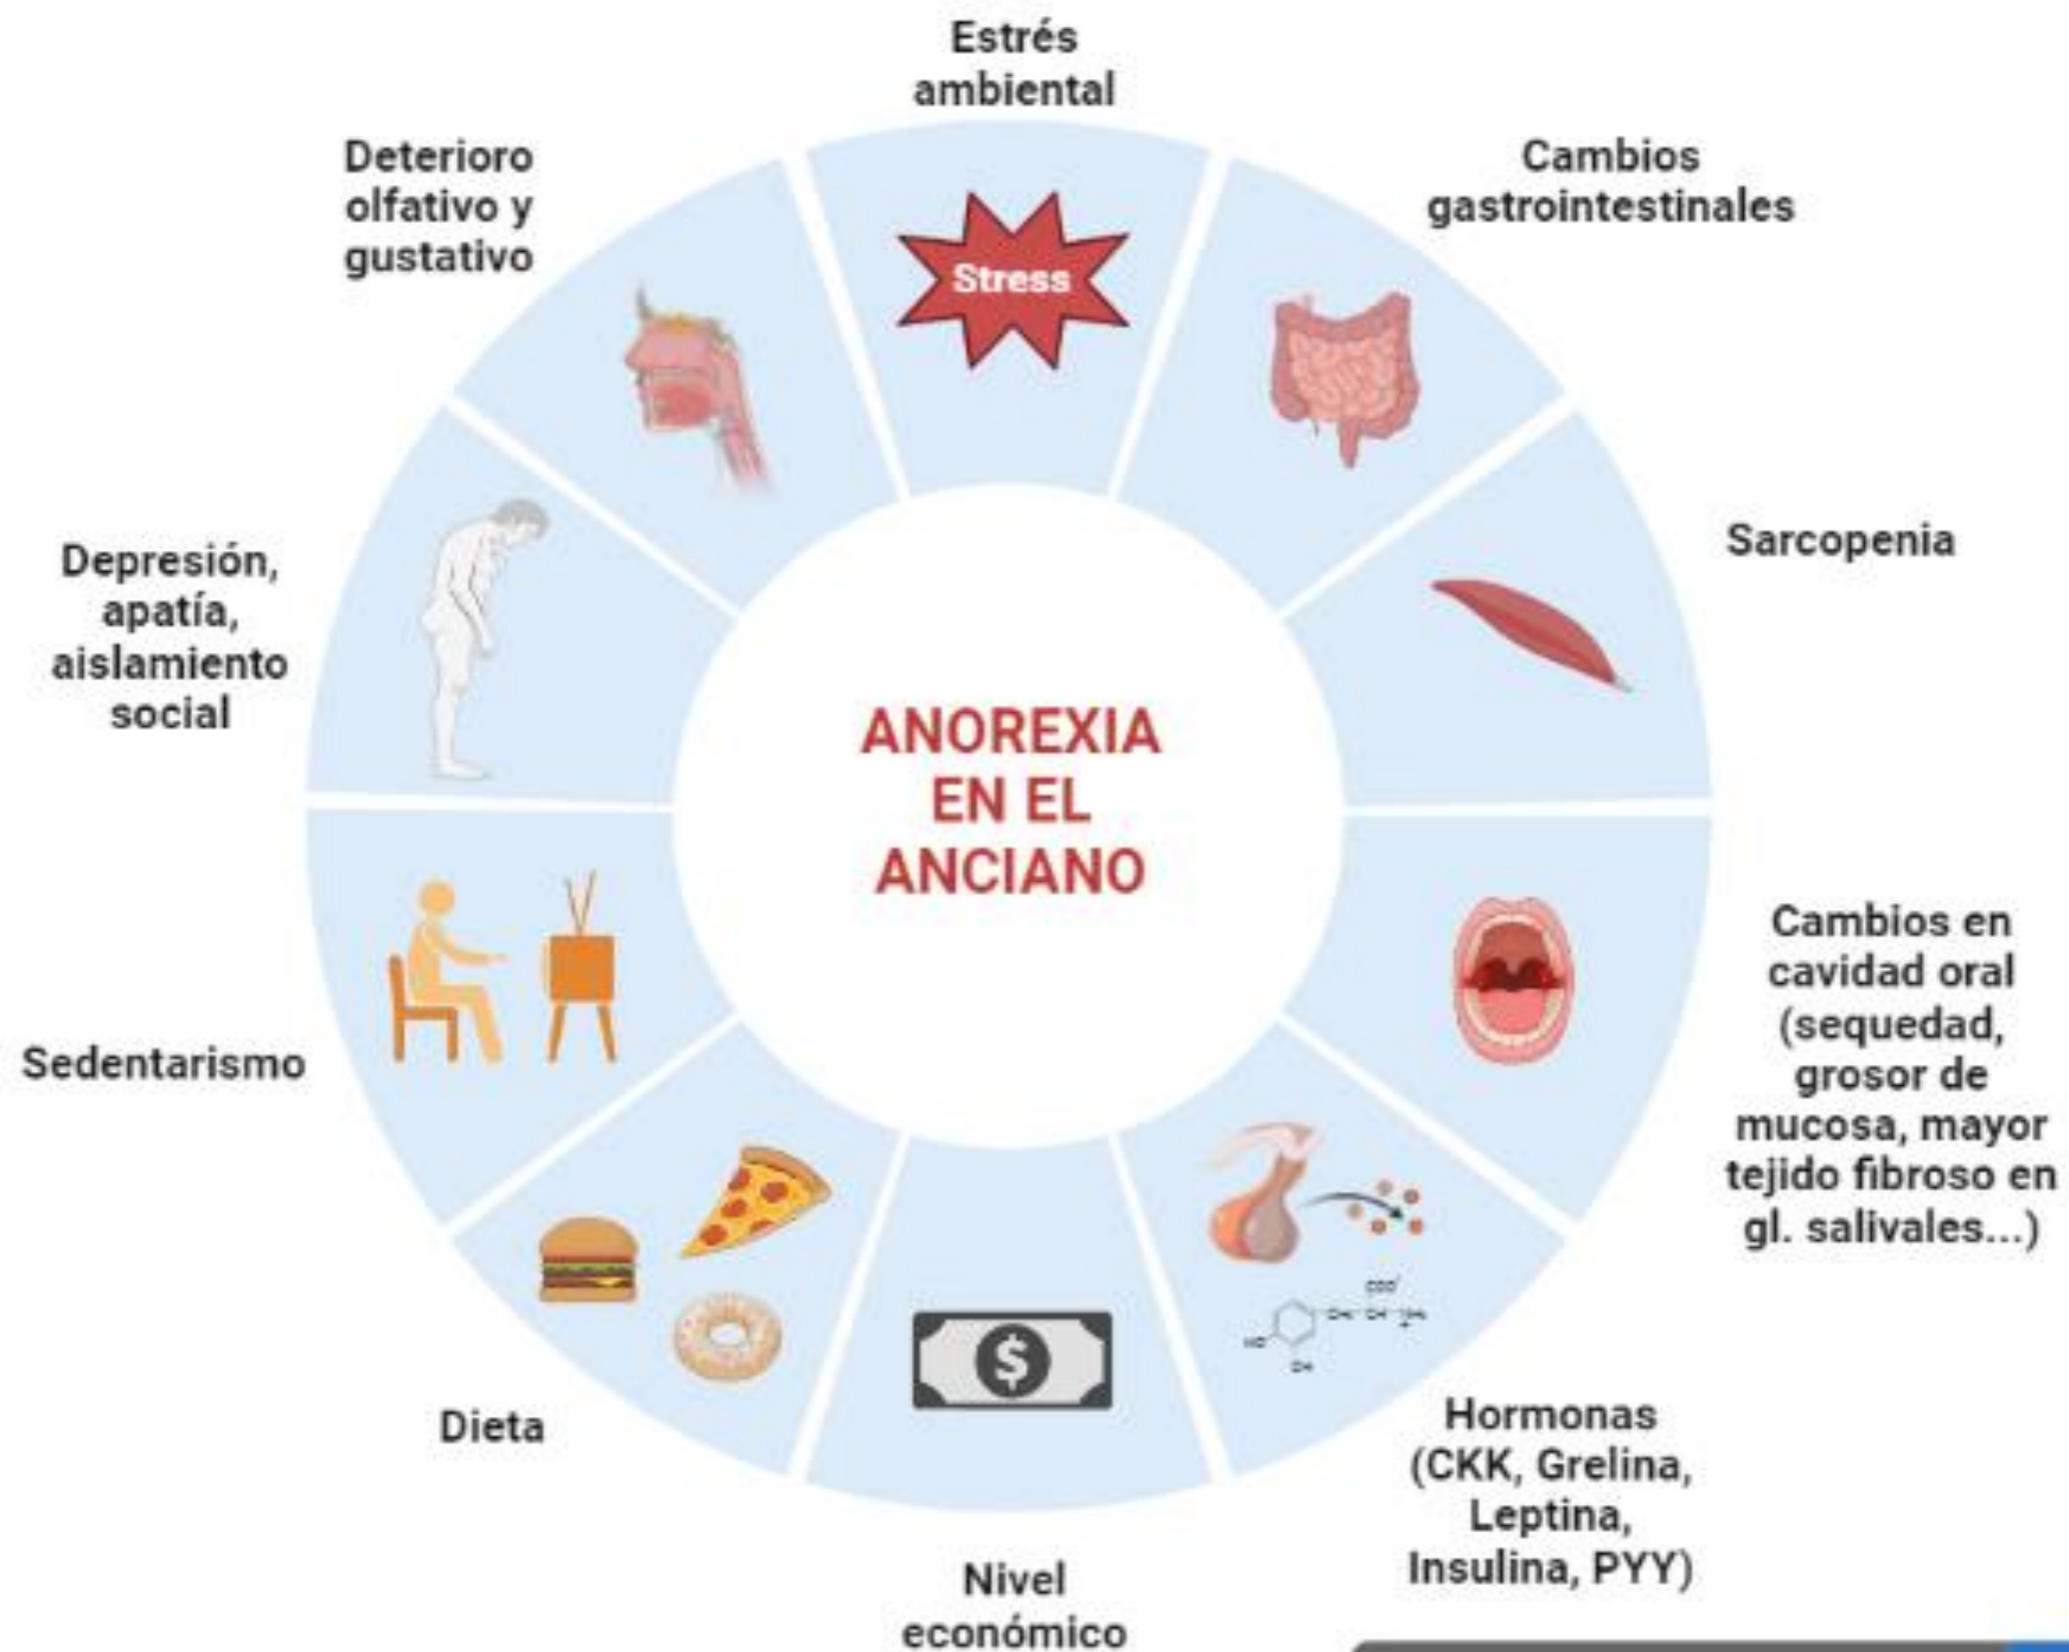 Estrés
ambiental
Cambios
gastrointestinales
Sarcopenia
Cambios en
cavidad oral
(sequedad,
grosor de
mucosa, mayor
tejido fibroso en
gl. salivales...)
Hormonas
(CKK, Grelina,
Leptina,
Insulina, PYY)
Nivel
económico
Dieta
Sedentarismo
Depresión,
apatía,
aislamiento
social
Deterioro
olfativo y
gustativo
Stress
ANOREXIA
EN EL
ANCIANO
$